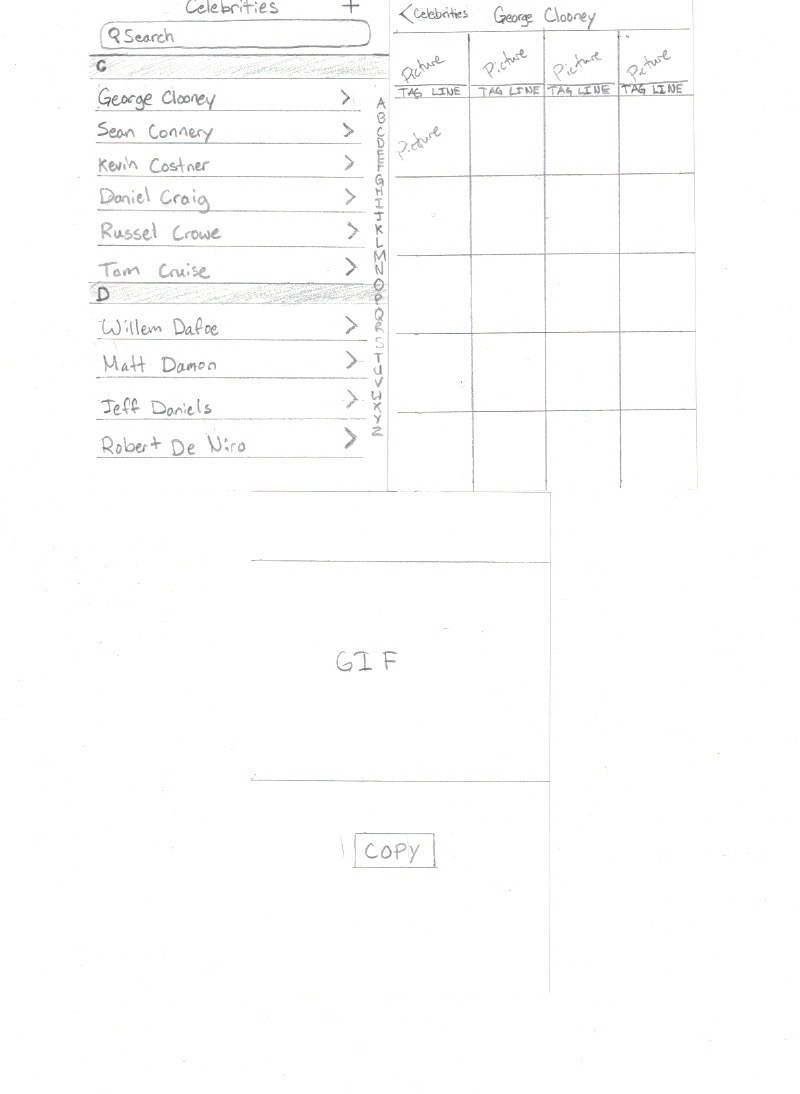 Celebrities +
Search
C
George Clooney >
Sean Connery >
Kevin Costner >
Daniel Craig >
Russel Crowe >
Tom Cruise >
D
Willem Dafoe >
Matt Damon >
Jeff Daniels >
Robert De Niro >
A
B
C
D
E
F
G
H
I
J
K
L
M
N
O
P
Q
R
S
T
U
V
W
X
Y
Z
< Celebrities George Clooney
Picture Picture Picture Picture
TAG LINE TAG LINE TAG LINE TAG LINE
Picture
GIF
COPY